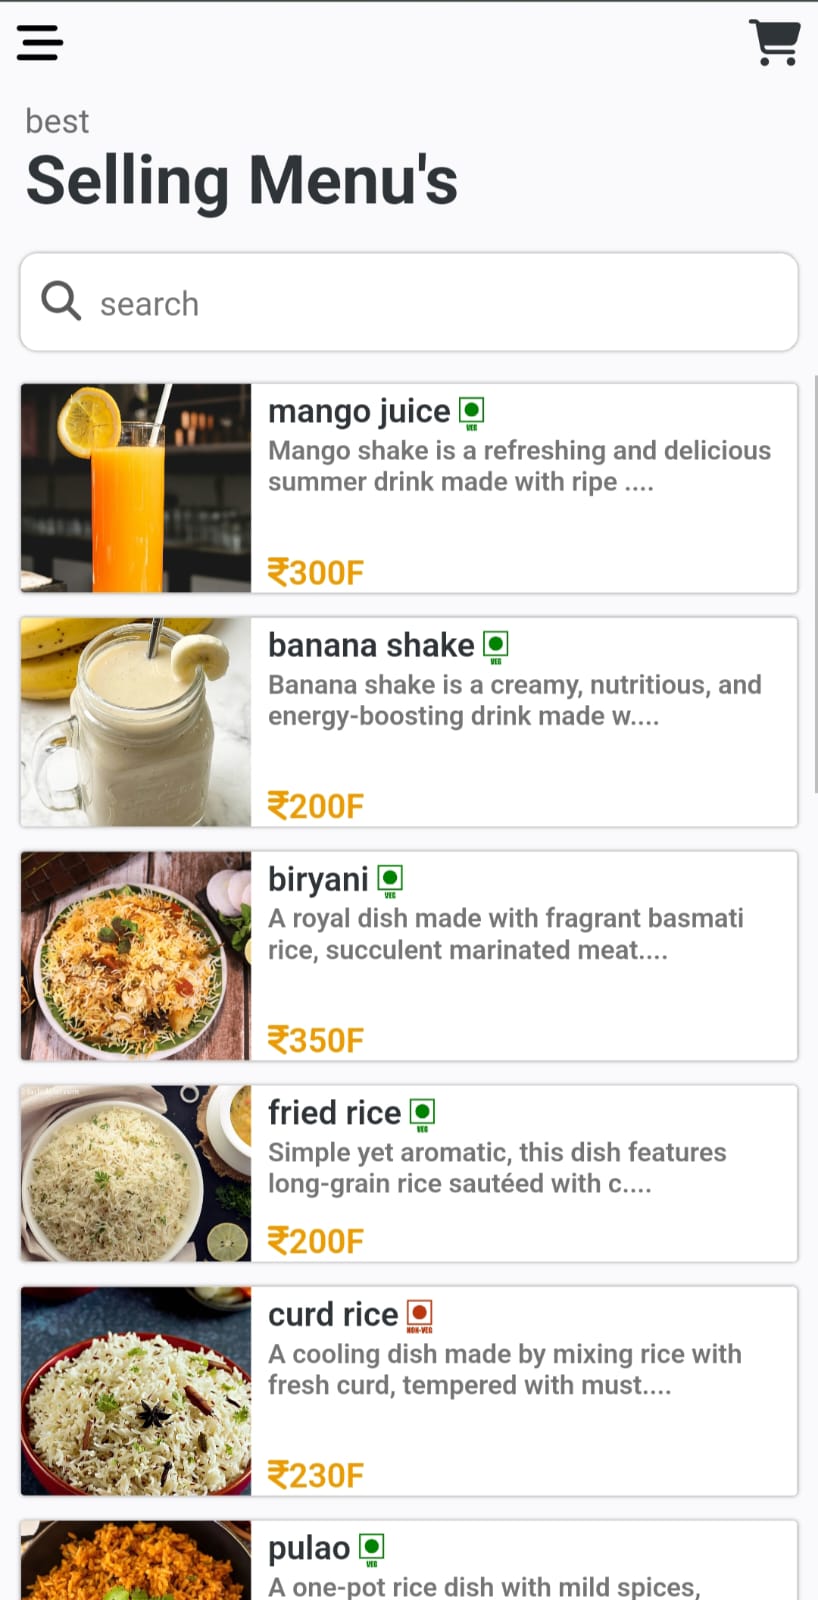 best
Selling Menu's
search
mango juice
VEG
Mango shake is a refreshing and delicious
summer drink made with ripe ....
₹300F
banana shake
VEG
Banana shake is a creamy, nutritious, and
energy-boosting drink made w....
₹200F
biryani
VEG
A royal dish made with fragrant basmati
rice, succulent marinated meat....
₹350F
fried rice
VEG
Simple yet aromatic, this dish features
long-grain rice sautéed with c....
₹200F
curd rice
NON-VEG
A cooling dish made by mixing rice with
fresh curd, tempered with must....
₹230F
pulao
VEG
A one-pot rice dish with mild spices,